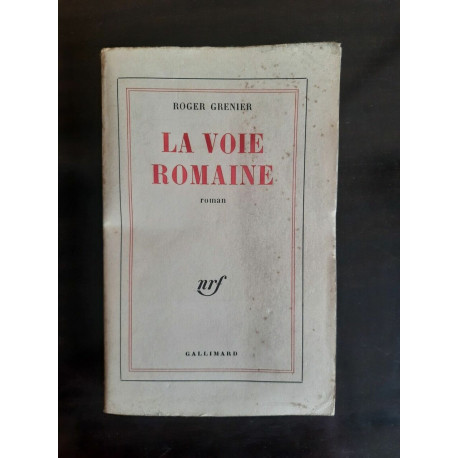 ROGER GRENIER
LA VOIE
ROMAINE
roman
nrf
GALLIMARD